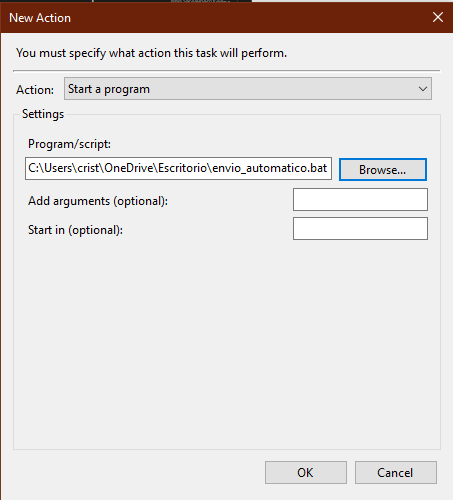 New Action
You must specify what action this task will perform.
Action: Start a program
Settings
Program/script:
C:\Users\crist\OneDrive\Escritorio\envio_automatico.bat Browse...
Add arguments (optional):
Start in (optional):
OK Cancel